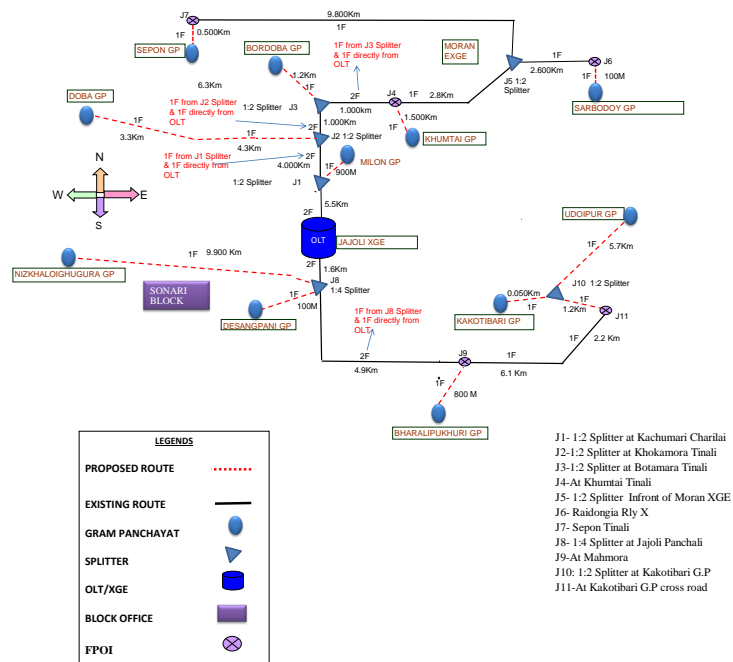 J7
9.800Km
1F
1F
0.500Km
SEPON GP
BORDOBA GP
1F from J3 Splitter
& 1F directly from
OLT
MORAN
EXGE
J6
1F
2.600Km
J5 1:2
Splitter
1F
100M
SARBODOY GP
1.2Km
1F
6.3Km
DOBA GP
1F from J2 Splitter
& 1F directly from
OLT
1:2 Splitter
J3
2F
1.000km
J4
2.8Km
1F
1.500Km
KHUMTAI GP
1.000Km
2F
J2 1:2 Splitter
1F
3.3Km
1F
4.3Km
1F from J1 Splitter
& 1F directly from
OLT
2F
4.000Km
MILON GP
1F
900M
1:2 Splitter
J1
N
W
E
S
2F
5.5Km
OLT
JAJOLI XGE
UDOIPUR GP
2F
1.6Km
J8
1:4 Splitter
1F
9.900 Km
NIZKHALOIGHUGURA GP
SONARI
BLOCK
1F
100M
DESANGPANI GP
1F from J8 Splitter
& 1F directly from
OLT
1F
5.7Km
J10
1:2 Splitter
0.050Km
KAKOTIBARI GP
1F
1F
1.2Km
J11
1F
2.2 Km
2F
4.9Km
J9
1F
6.1 Km
1F
800 M
BHARALIPUKHURI GP
LEGENDS
PROPOSED ROUTE
EXISTING ROUTE
GRAM PANCHAYAT
SPLITTER
OLT/XGE
BLOCK OFFICE
FPOI
J1- 1:2 Splitter at Kachumari Charilai
J2-1:2 Splitter at Khokamora Tinali
J3-1:2 Splitter at Botamara Tinali
J4-At Khumtai Tinali
J5- 1:2 Splitter Infront of Moran XGE
J6- Raidongia Rly X
J7- Sepon Tinali
J8- 1:4 Splitter at Jajoli Panchali
J9-At Mahmora
J10: 1:2 Splitter at Kakotibari G.P
J11-At Kakotibari G.P cross road